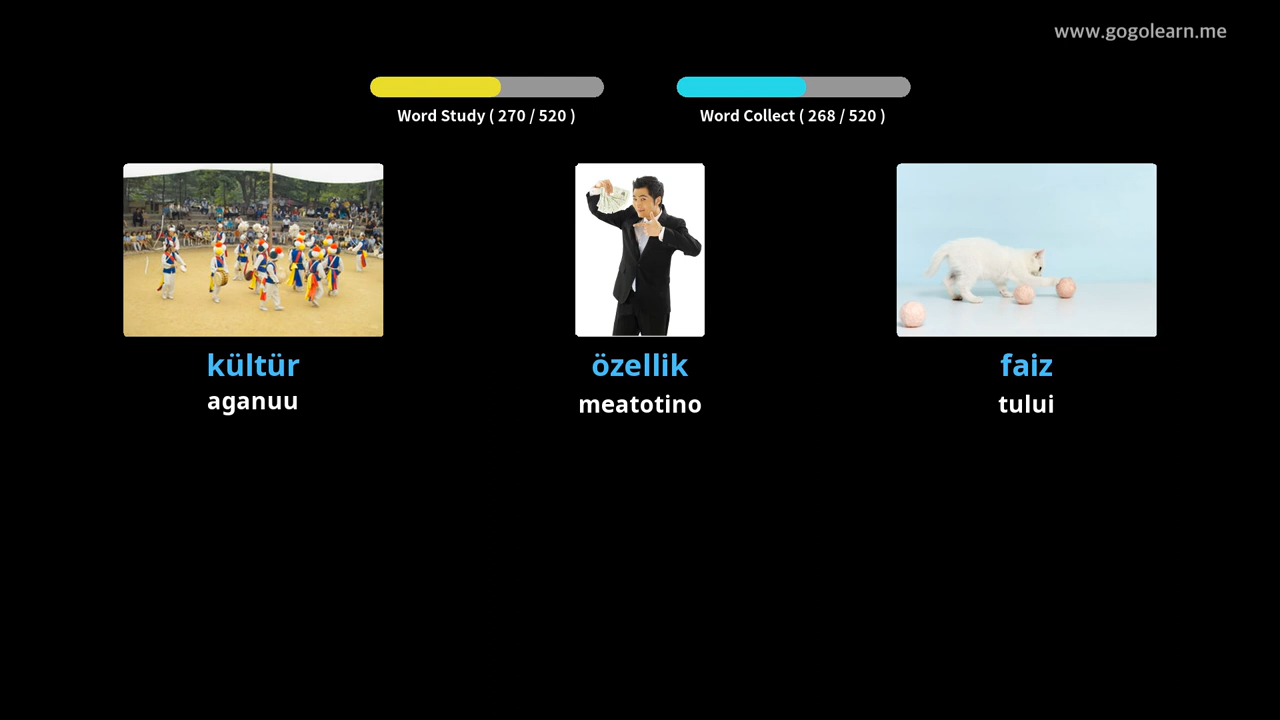 www.gogolearn.me
Word Study ( 270 / 520 )
Word Collect ( 268 / 520 )
kültür
aganuu
özellik
meatotino
faiz
tului